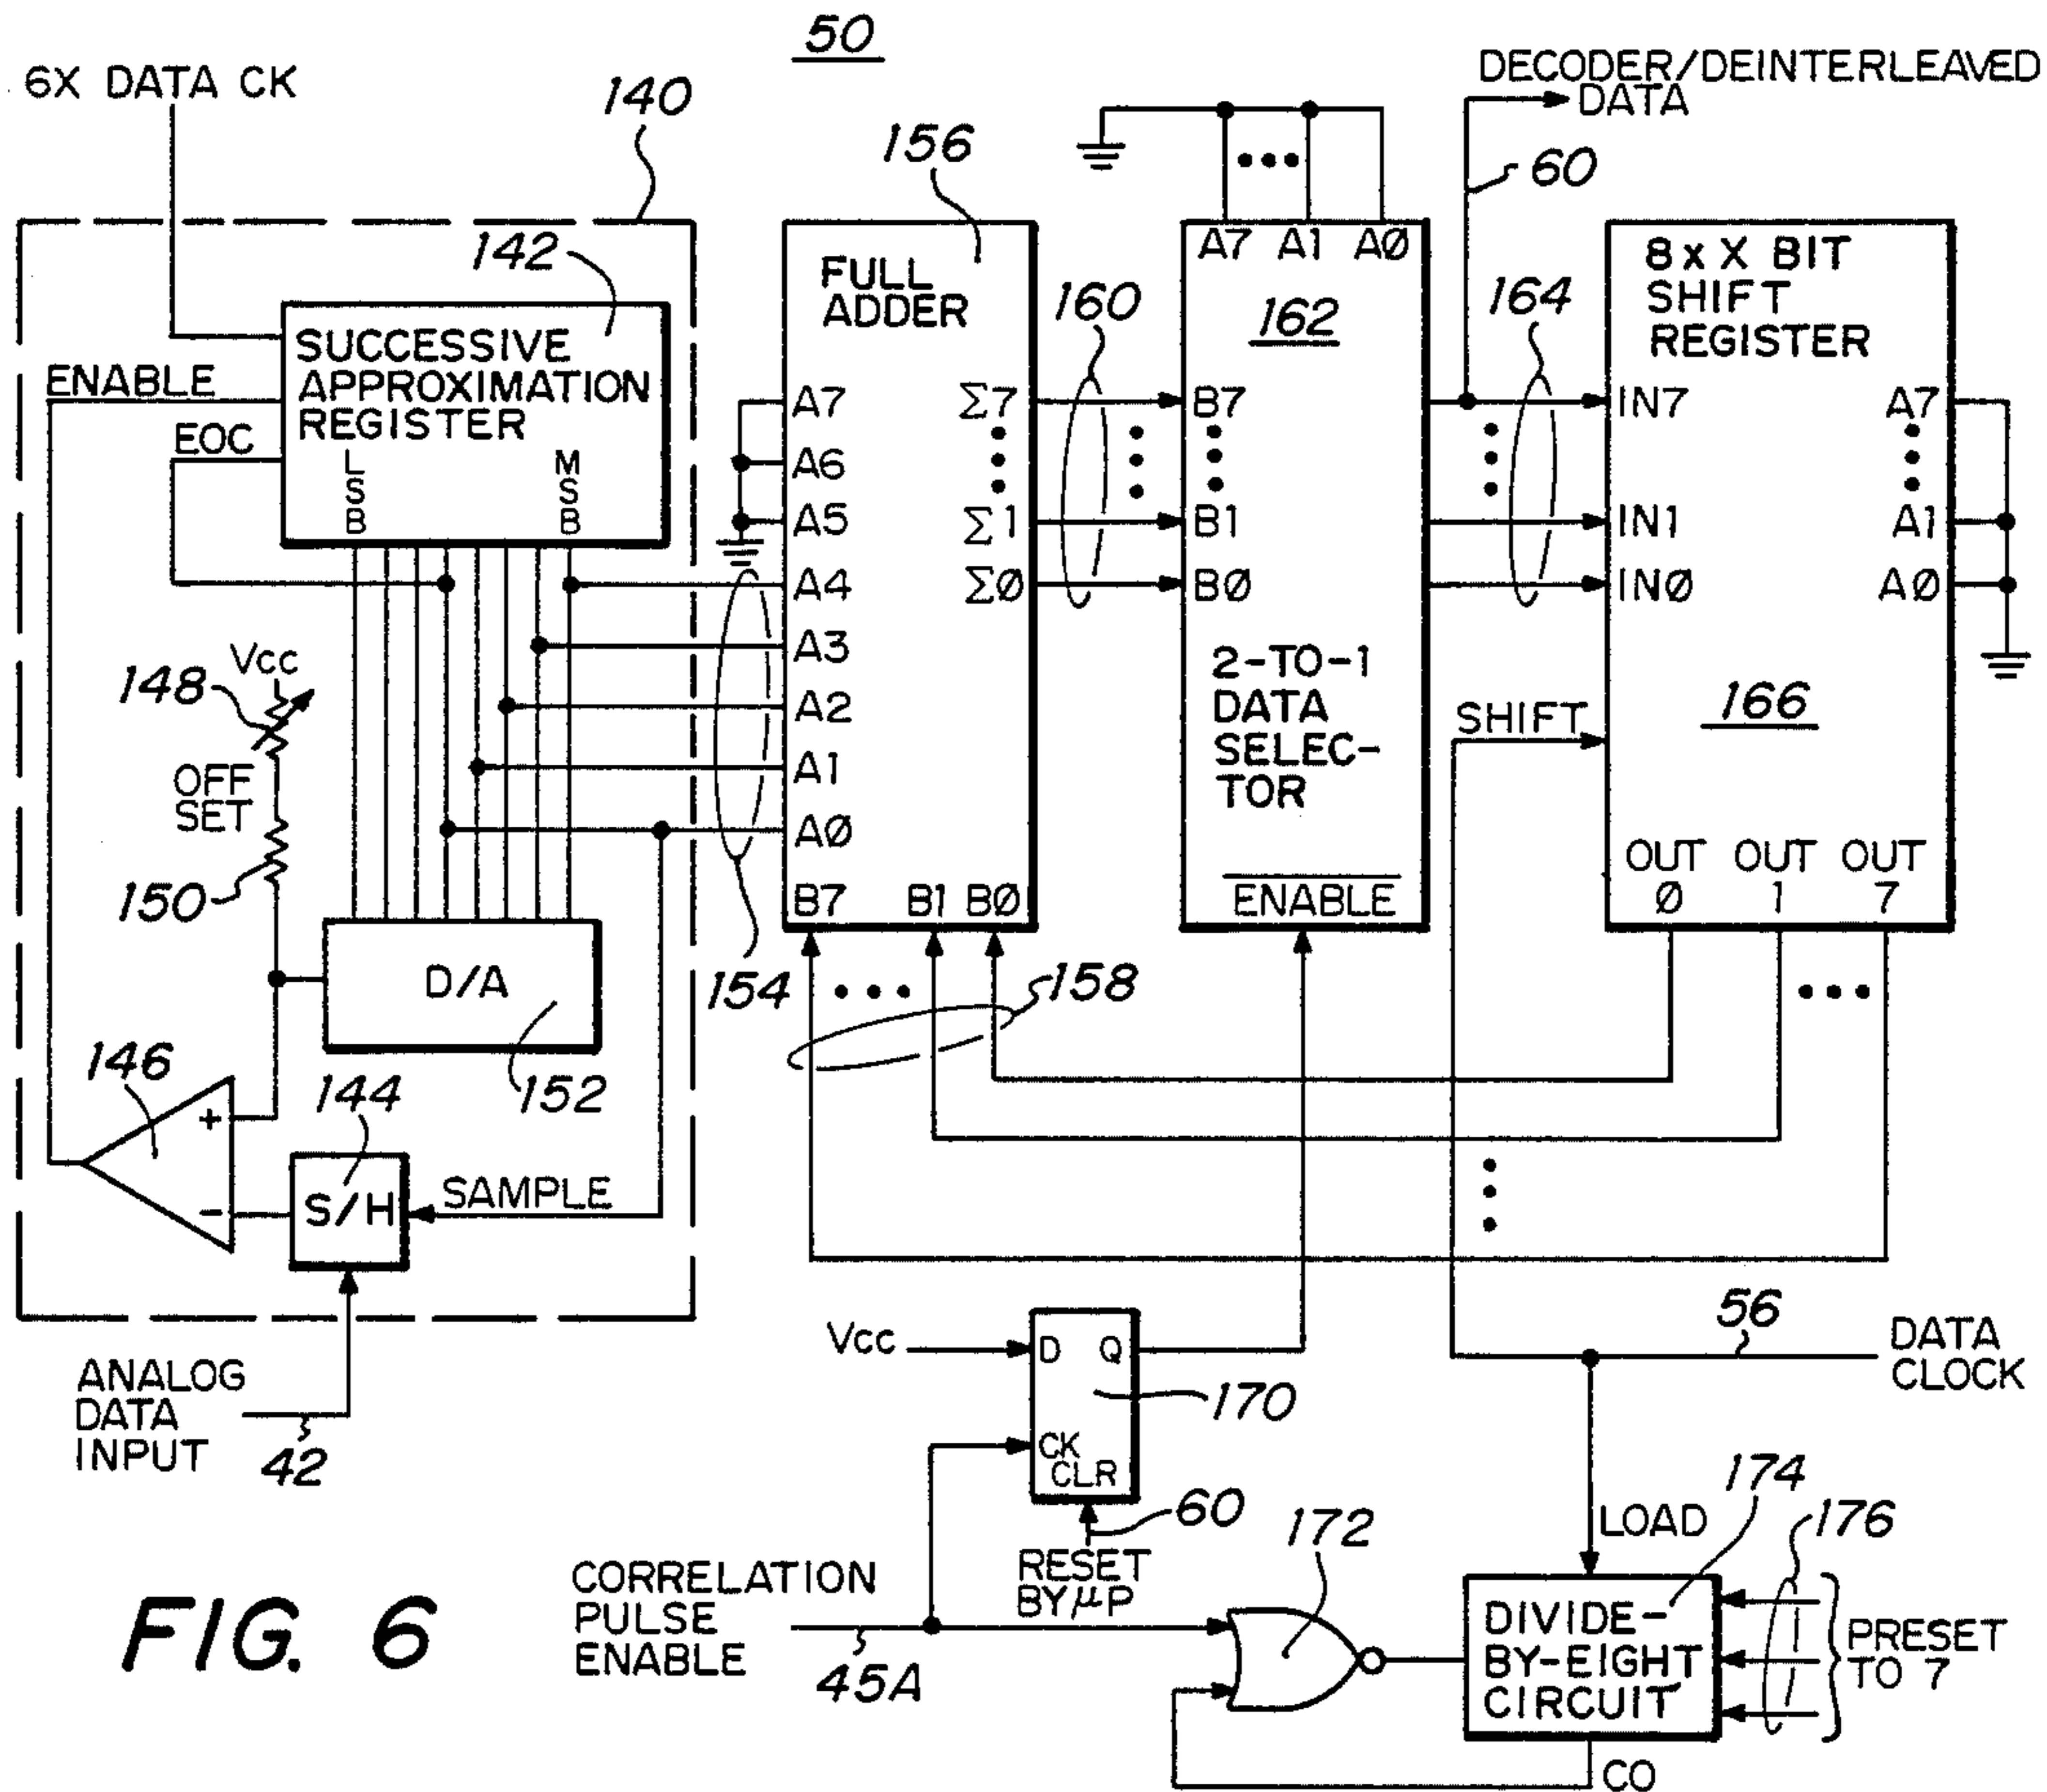 50
6X DATA CK
140
156
DECODER/DEINTERLEAVED
DATA
60
142
SUCCESSIVE
APPROXIMATION
REGISTER
LSB
MSB
ENABLE
EOC
Vcc
148
OFF
SET
150
D/A
152
146
+
-
144
S/H
SAMPLE
ANALOG
DATA
INPUT
42
FULL
ADDER
A7
A6
A5
A4
A3
A2
A1
AØ
Σ7
Σ1
ΣØ
B7
B1
BØ
154
158
160
A7
A1
AØ
162
B7
B1
BØ
2-TO-1
DATA
SELEC-
TOR
ENABLE
164
8 x X BIT
SHIFT
REGISTER
IN7
IN1
INØ
A7
A1
AØ
166
SHIFT
OUT
Ø
OUT
1
OUT
7
56
DATA
CLOCK
Vcc
D
Q
CK
CLR
170
60
RESET
BY μP
172
174
LOAD
176
CORRELATION
PULSE
ENABLE
45A
DIVIDE-
BY-EIGHT
CIRCUIT
PRESET
TO 7
CO
FIG. 6